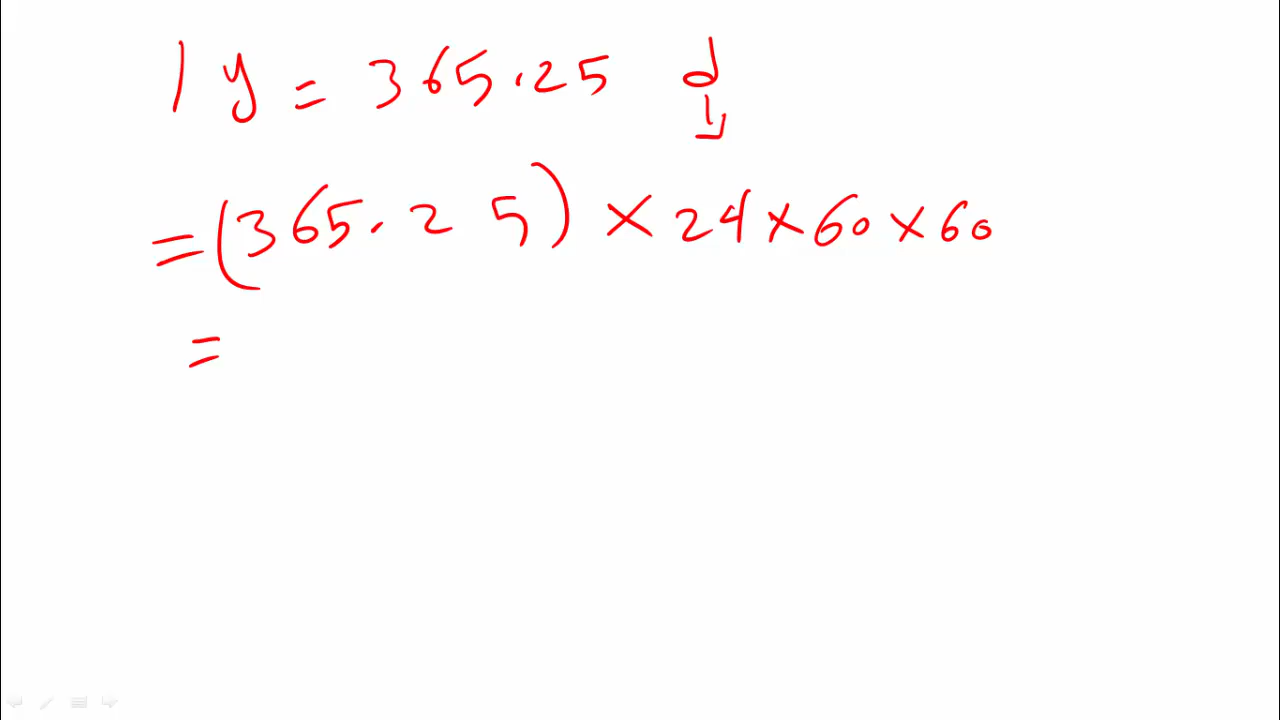 1 y = 365.25 d
= (365.25) × 24 × 60 × 60
=